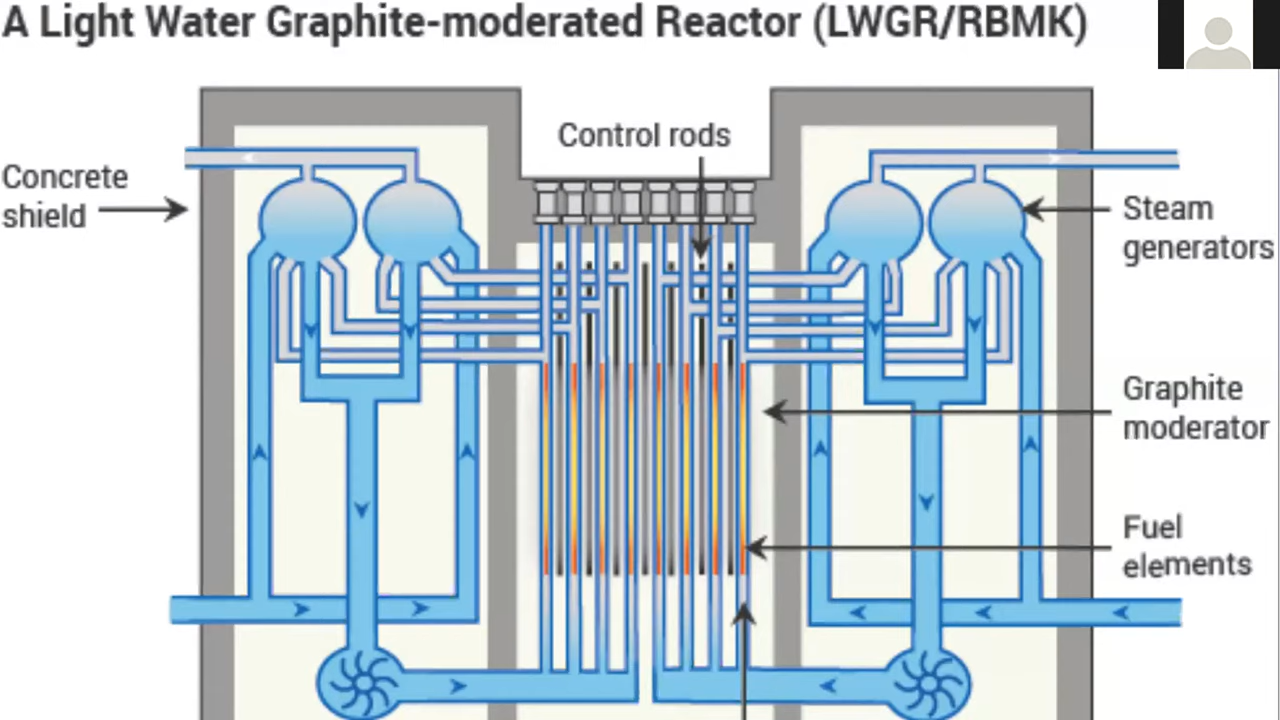 A Light Water Graphite-moderated Reactor (LWGR/RBMK)
Control rods
Concrete
shield
Steam
generators
Graphite
moderator
Fuel
elements